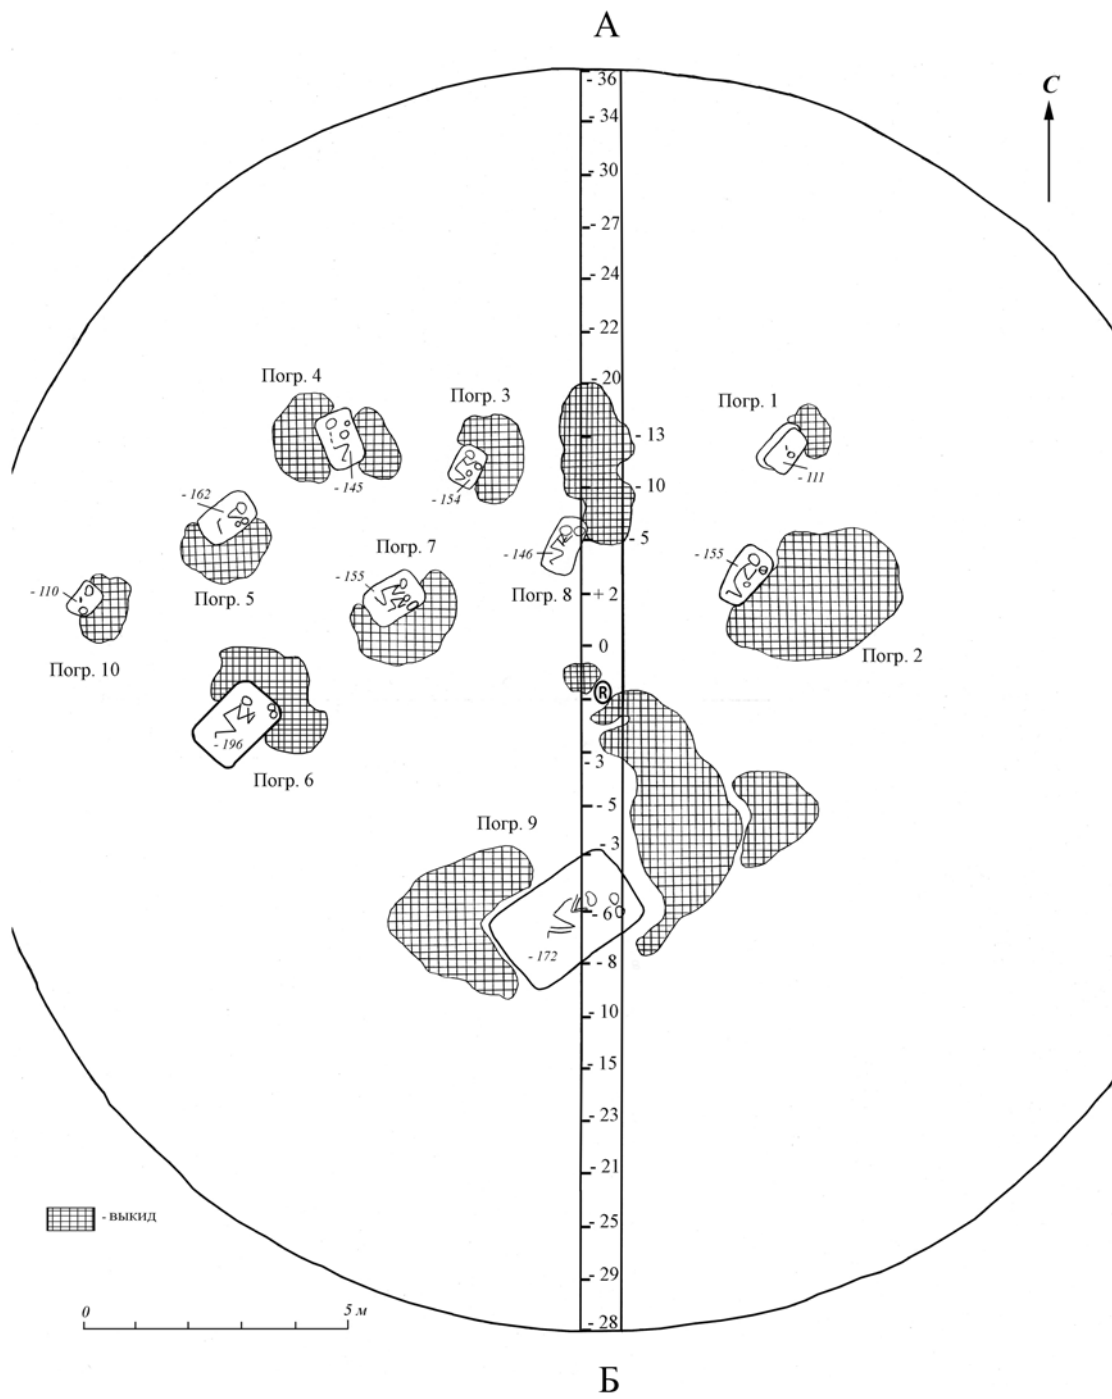 А
С
- 36
- 34
- 30
- 27
- 24
- 22
- 20
Погр. 4
Погр. 3
Погр. 1
- 13
- 145
- 154
- 111
- 10
- 162
- 5
Погр. 7
- 146
- 155
- 155
- 110
Погр. 5
Погр. 8
+ 2
0
Погр. 2
Погр. 10
R
- 196
- 3
Погр. 6
- 5
Погр. 9
- 3
- 6
- 172
- 8
- 10
- 15
- 23
- 21
- выкид
- 25
- 29
0
5 м
- 28
Б